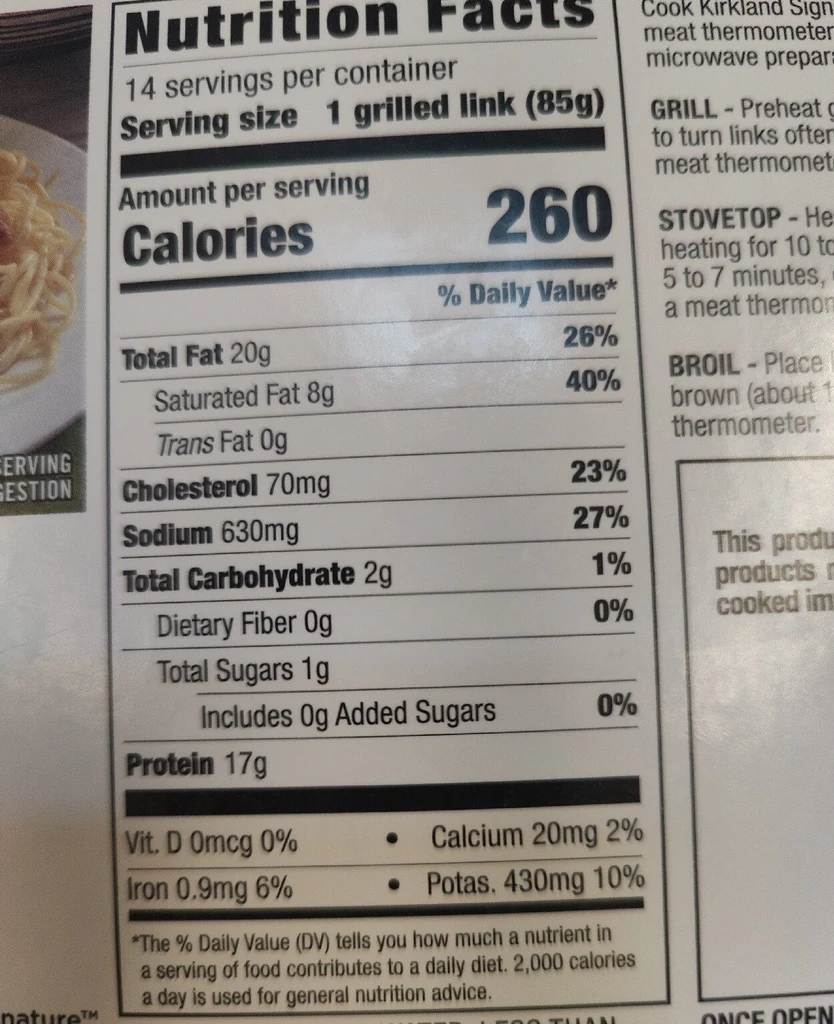 Nutrition Facts
14 servings per container
Serving size 1 grilled link (85g)
Amount per serving
Calories 260
% Daily Value*
Total Fat 20g 26%
Saturated Fat 8g 40%
Trans Fat 0g
Cholesterol 70mg 23%
Sodium 630mg 27%
Total Carbohydrate 2g 1%
Dietary Fiber 0g 0%
Total Sugars 1g
Includes 0g Added Sugars 0%
Protein 17g
Vit. D 0mcg 0% • Calcium 20mg 2%
Iron 0.9mg 6% • Potas. 430mg 10%
*The % Daily Value (DV) tells you how much a nutrient in
a serving of food contributes to a daily diet. 2,000 calories
a day is used for general nutrition advice.
Cook Kirkland Sign
meat thermometer
microwave prepar
GRILL - Preheat
to turn links often
meat thermomet
STOVETOP - He
heating for 10 to
5 to 7 minutes,
a meat thermom
BROIL - Place
brown (about 1
thermometer.
This produ
products
cooked im
ONCE OPEN
ERVING
GESTION
nature™
LESS THAN